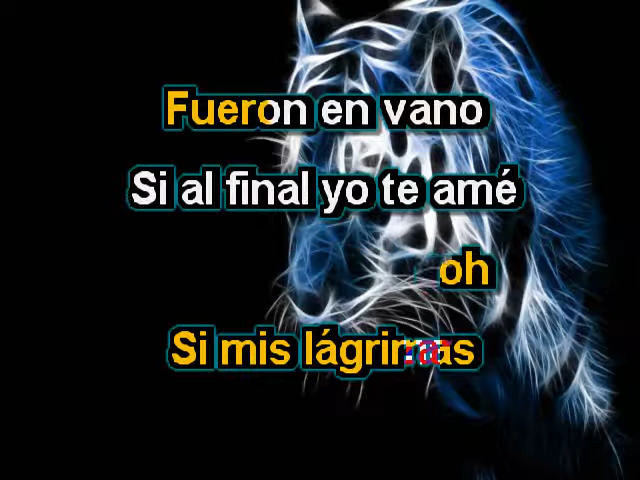 Fueron en vano
Si al final yo te amé
oh
Si mis lágrimas